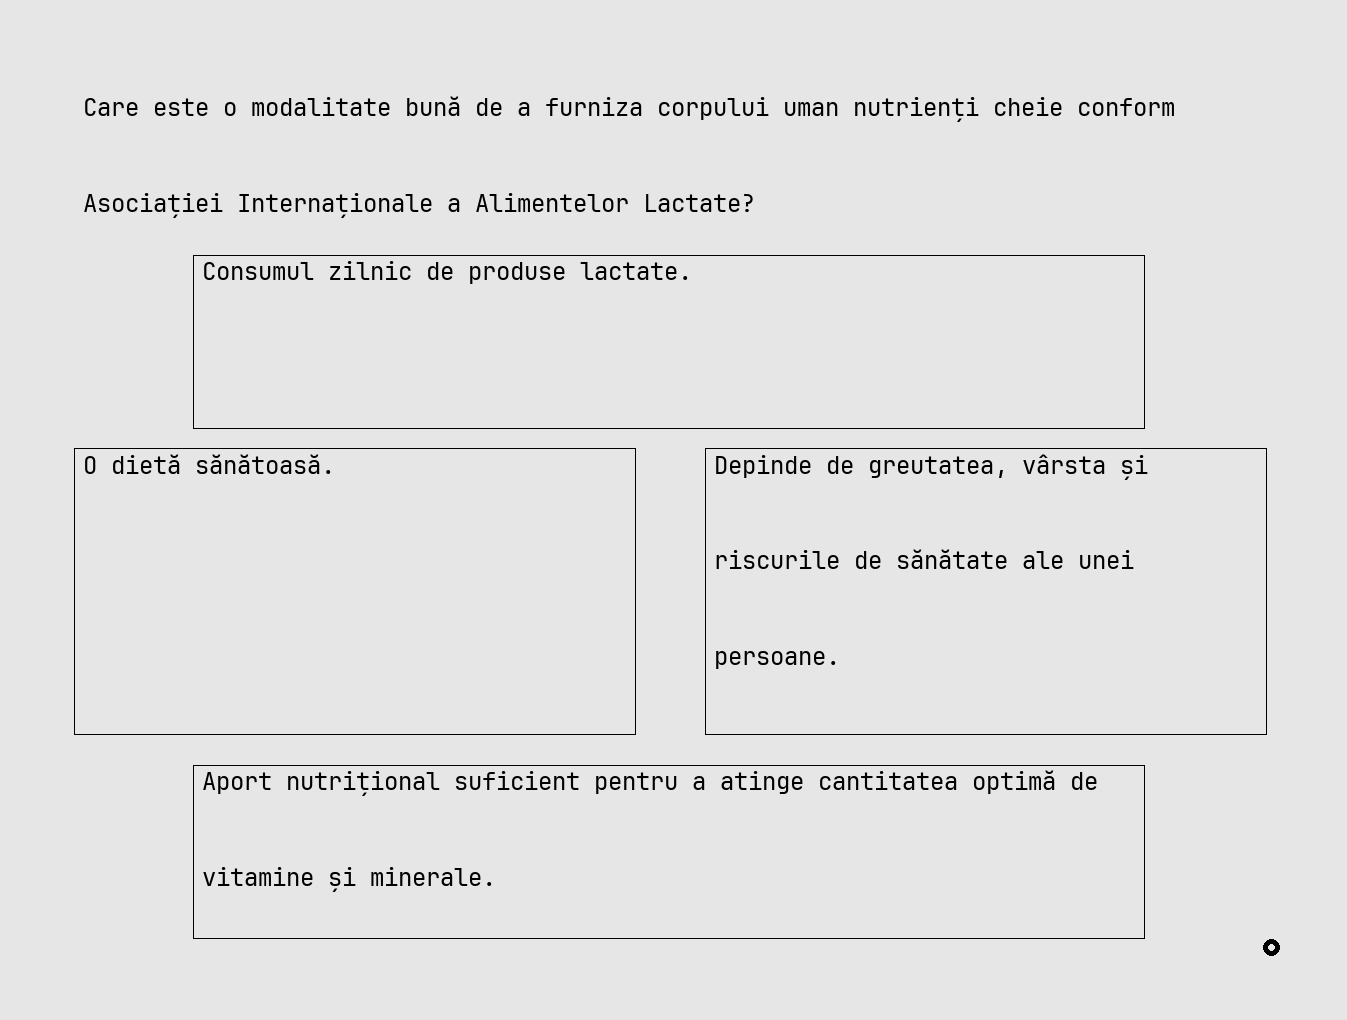 Care este o modalitate bună de a furniza corpului uman nutrienți cheie conform
Asociației Internaționale a Alimentelor Lactate?
Consumul zilnic de produse lactate.
O dietă sănătoasă.
Depinde de greutatea, vârsta și
riscurile de sănătate ale unei
persoane.
Aport nutrițional suficient pentru a atinge cantitatea optimă de
vitamine și minerale.